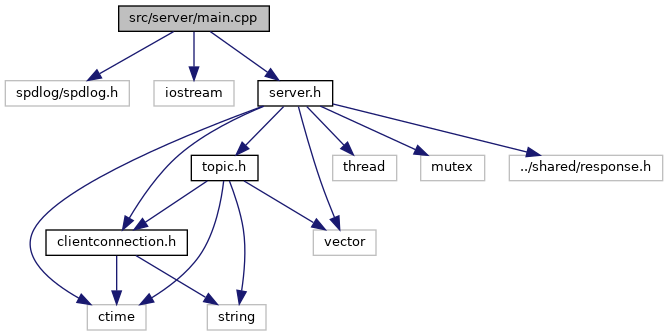 src/server/main.cpp
spdlog/spdlog.h
iostream
server.h
topic.h
thread
mutex
../shared/response.h
clientconnection.h
vector
ctime
string